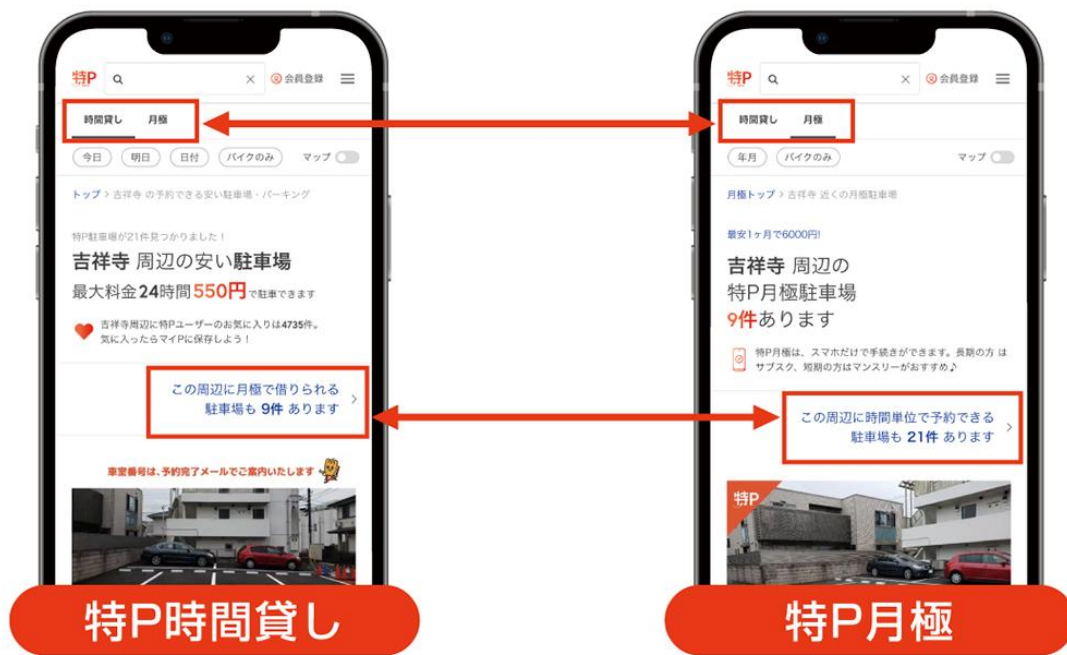 特P
会員登録
時間貸し 月極
今日 明日 日付 バイクのみ マップ
トップ > 吉祥寺 の予約できる安い駐車場・パーキング
特P駐車場が21件見つかりました！
吉祥寺 周辺の安い駐車場
最大料金24時間550円で駐車できます
吉祥寺周辺に特Pユーザーのお気に入りは4735件。
気に入ったらマイPに保存しよう！
この周辺に月極で借りられる
駐車場も 9件 あります
車室番号は、予約完了メールでご案内いたします
特P時間貸し
特P
会員登録
時間貸し 月極
年月 バイクのみ マップ
月極トップ > 吉祥寺 近くの月極駐車場
最安1ヶ月で6000円!
吉祥寺 周辺の
特P月極駐車場
9件あります
特P月極は、スマホだけで手続きができます。長期の方 は
サブスク、短期の方はマンスリーがおすすめ♪
この周辺に時間単位で予約できる
駐車場も 21件 あります
特P
特P月極